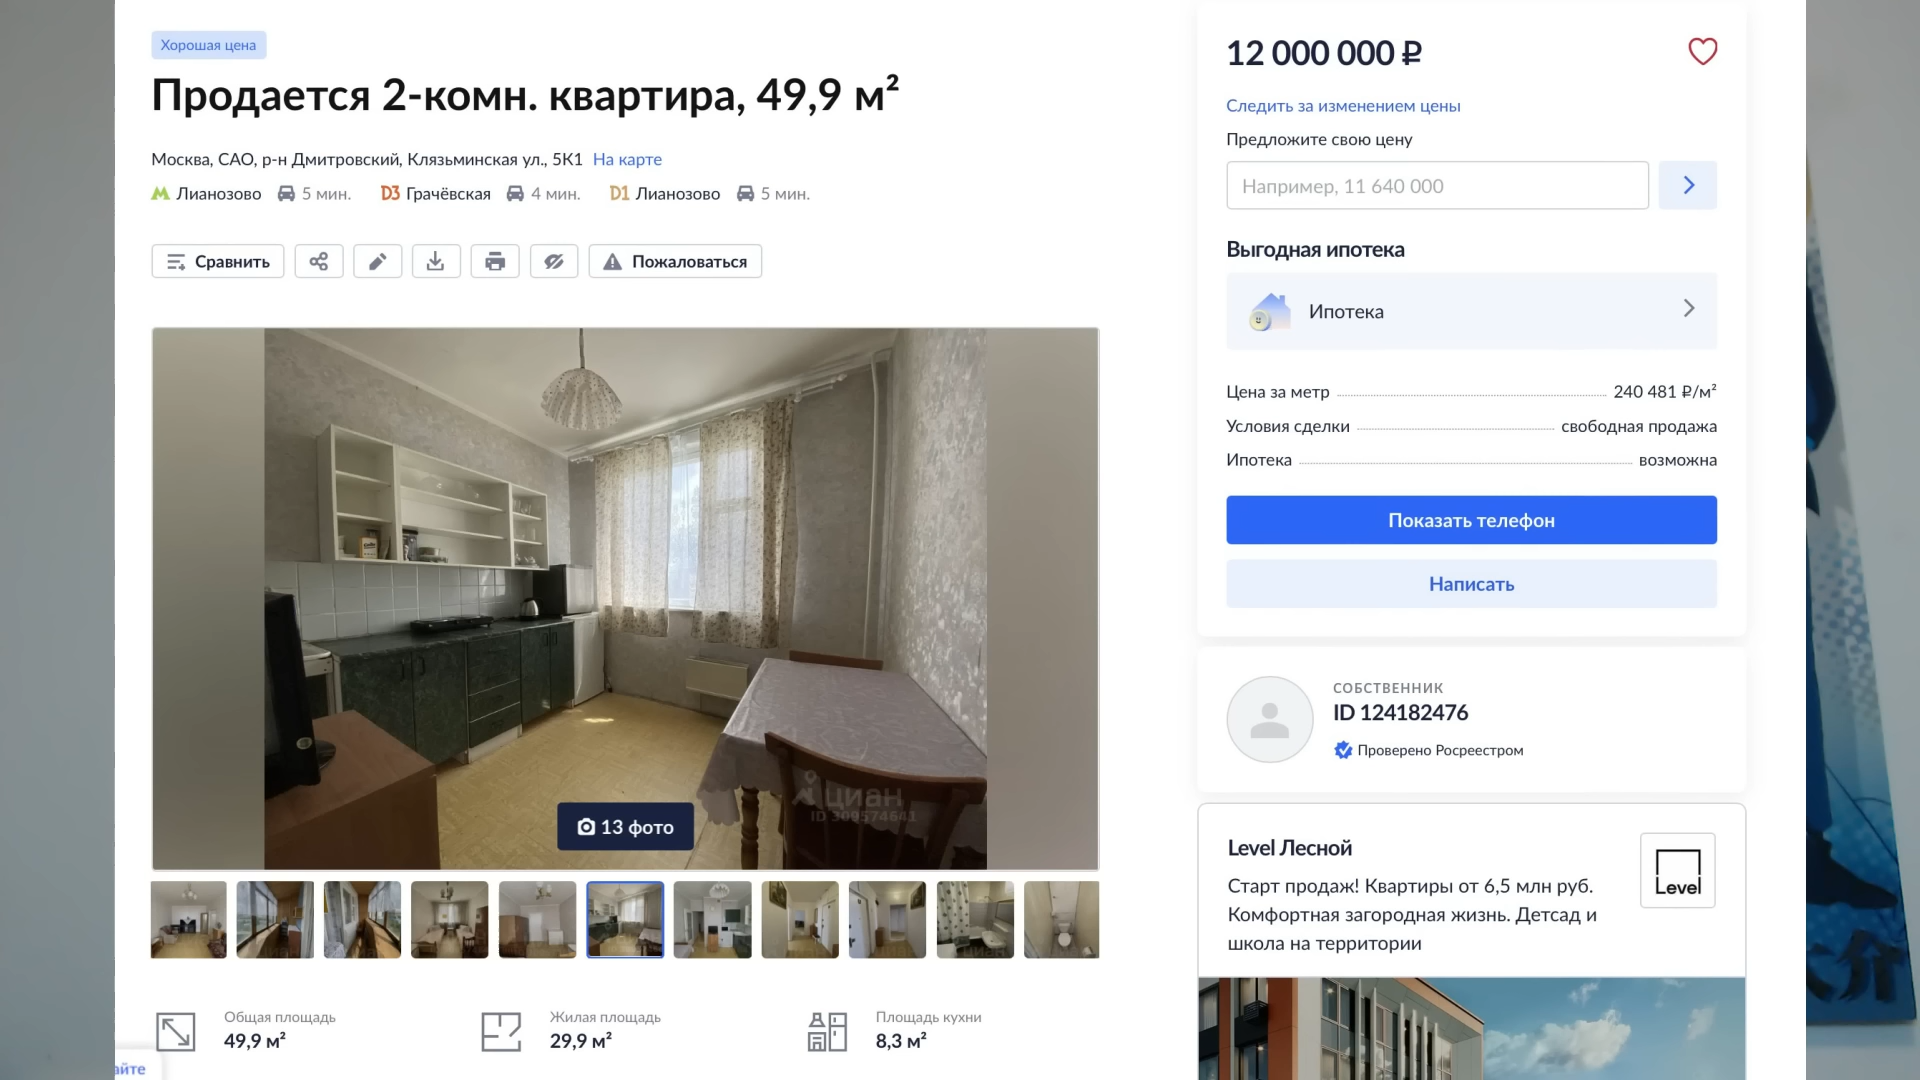 Хорошая цена
Продается 2-комн. квартира, 49,9 м²
Москва, САО, р-н Дмитровский, Клязьминская ул., 5К1 На карте
Лианозово 5 мин. D3 Грачёвская 4 мин. D1 Лианозово 5 мин.
Сравнить
Пожаловаться
циан
ID 309574641
13 фото
Общая площадь
49,9 м²
Жилая площадь
29,9 м²
Площадь кухни
8,3 м²
айте
12 000 000 ₽
Следить за изменением цены
Предложите свою цену
Например, 11 640 000
Выгодная ипотека
Ипотека
Цена за метр 240 481 ₽/м²
Условия сделки свободная продажа
Ипотека возможна
Показать телефон
Написать
СОБСТВЕННИК
ID 124182476
Проверено Росреестром
Level Лесной
Старт продаж! Квартиры от 6,5 млн руб.
Комфортная загородная жизнь. Детсад и
школа на территории
Level